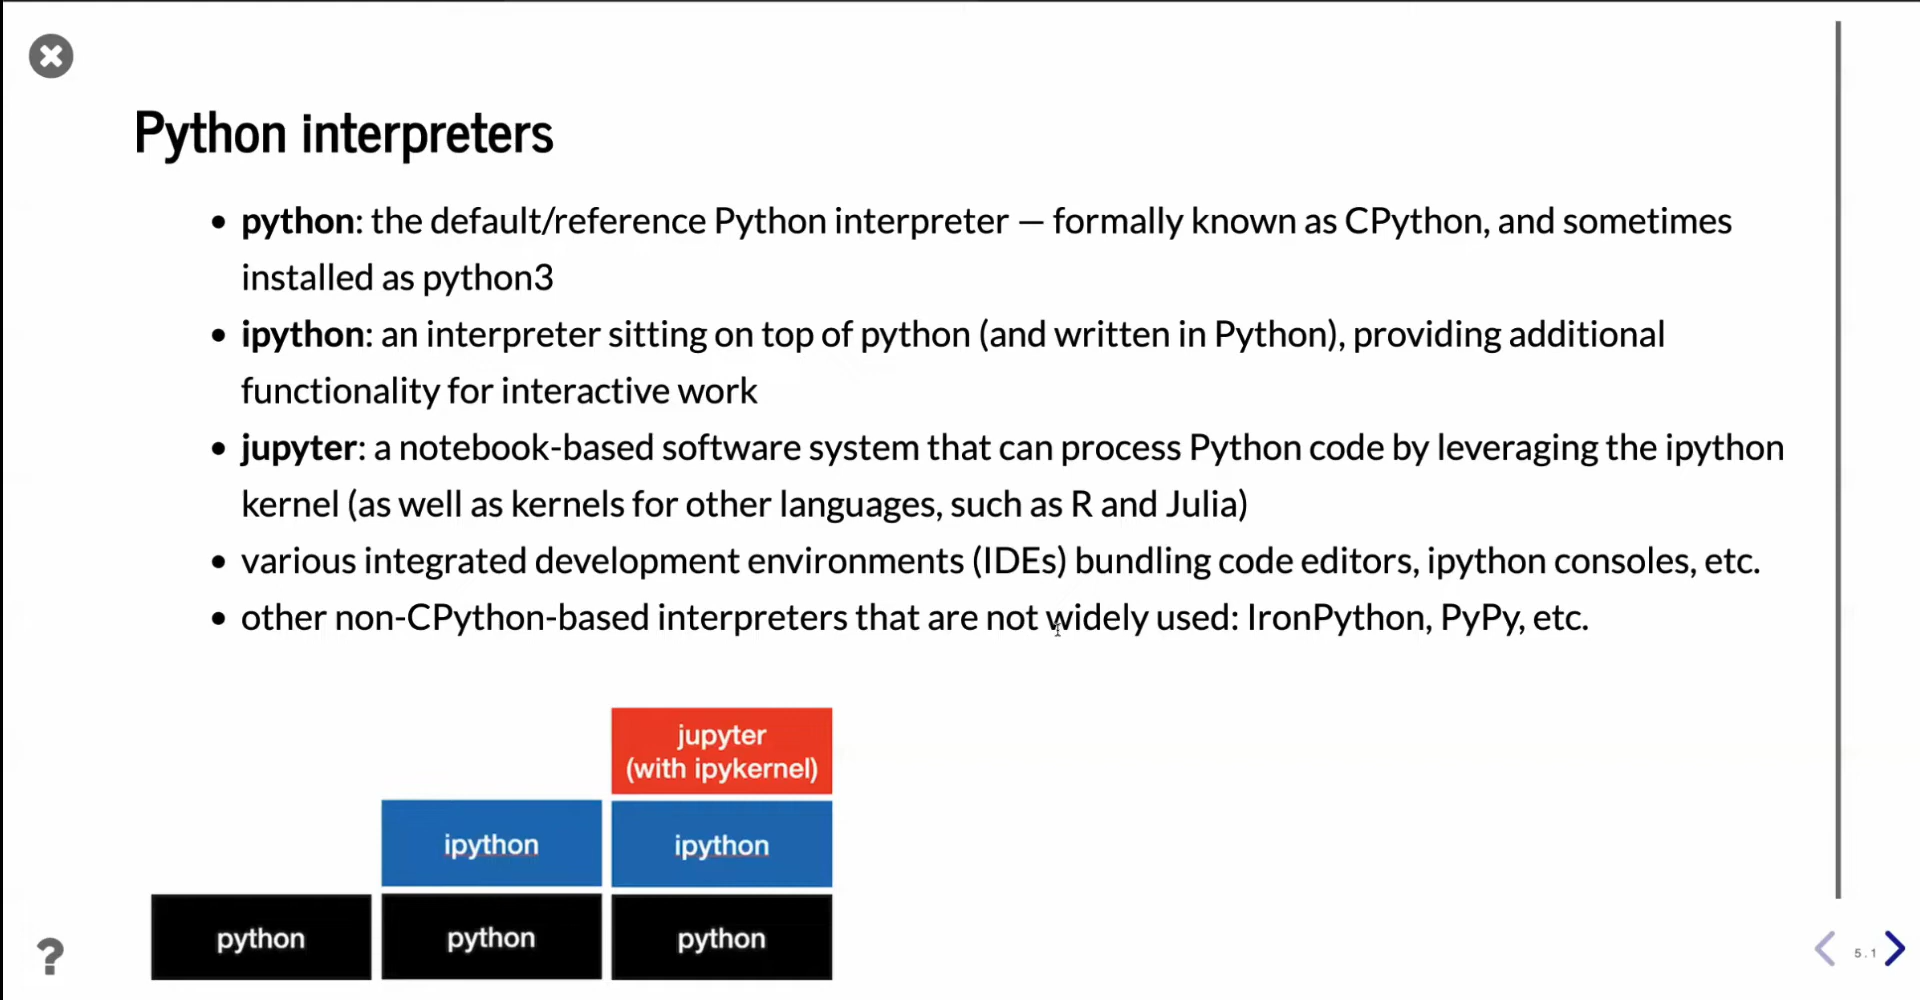 Python interpreters
• python: the default/reference Python interpreter — formally known as CPython, and sometimes
installed as python3
• ipython: an interpreter sitting on top of python (and written in Python), providing additional
functionality for interactive work
• jupyter: a notebook-based software system that can process Python code by leveraging the ipython
kernel (as well as kernels for other languages, such as R and Julia)
• various integrated development environments (IDEs) bundling code editors, ipython consoles, etc.
• other non-CPython-based interpreters that are not widely used: IronPython, PyPy, etc.
jupyter
(with ipykernel)
ipython
ipython
python
python
python
?
5.1